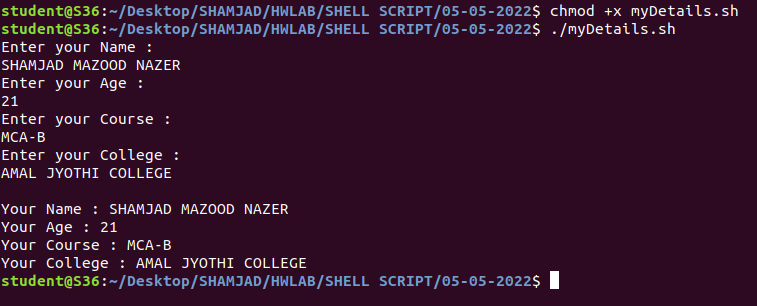 student@S36:~/Desktop/SHAMJAD/HWLAB/SHELL SCRIPT/05-05-2022$ chmod +x myDetails.sh
student@S36:~/Desktop/SHAMJAD/HWLAB/SHELL SCRIPT/05-05-2022$ ./myDetails.sh
Enter your Name :
SHAMJAD MAZOOD NAZER
Enter your Age :
21
Enter your Course :
MCA-B
Enter your College :
AMAL JYOTHI COLLEGE

Your Name : SHAMJAD MAZOOD NAZER
Your Age : 21
Your Course : MCA-B
Your College : AMAL JYOTHI COLLEGE
student@S36:~/Desktop/SHAMJAD/HWLAB/SHELL SCRIPT/05-05-2022$